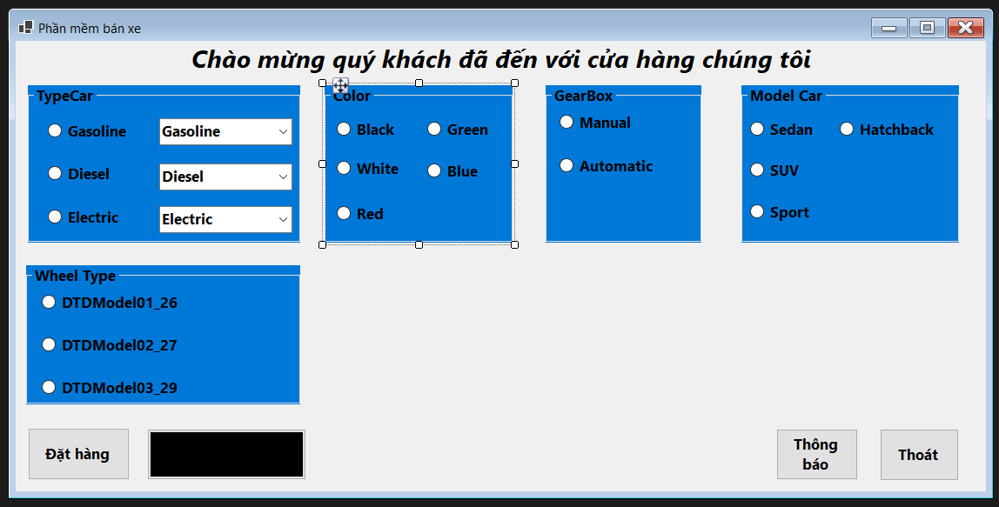 Phần mềm bán xe
Chào mừng quý khách đã đến với cửa hàng chúng tôi
TypeCar
Gasoline
Gasoline
Diesel
Diesel
Electric
Electric
Color
Black
Green
White
Blue
Red
GearBox
Manual
Automatic
Model Car
Sedan
Hatchback
SUV
Sport
Wheel Type
DTDModel01_26
DTDModel02_27
DTDModel03_29
Đặt hàng
Thông
báo
Thoát